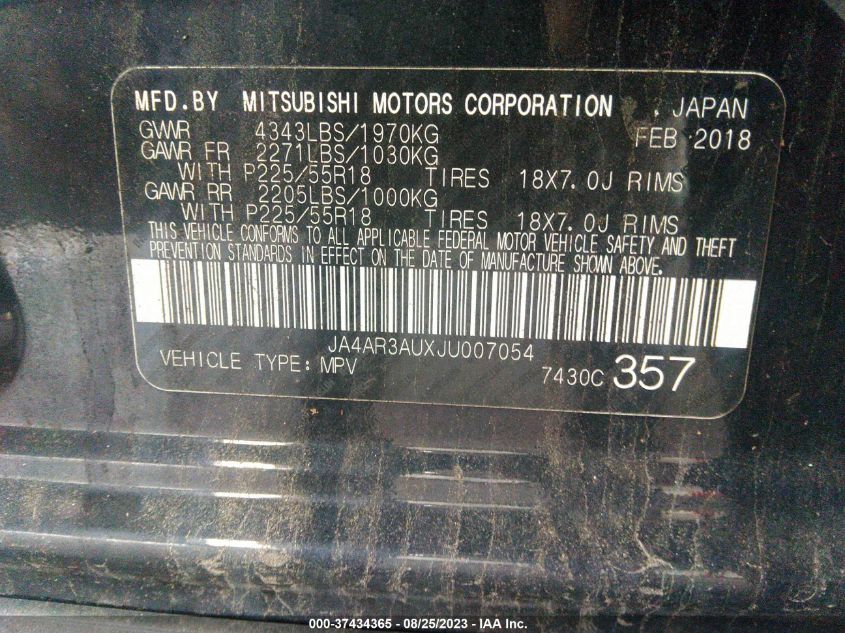 MFD.BY MITSUBISHI MOTORS CORPORATION , JAPAN
GVWR 4343LBS/1970KG FEB 2018
GAWR FR 2271LBS/1030KG
WITH P225/55R18 TIRES 18X7.0J RIMS
GAWR RR 2205LBS/1000KG
WITH P225/55R18 TIRES 18X7.0J RIMS
THIS VEHICLE CONFORMS TO ALL APPLICABLE FEDERAL MOTOR VEHICLE SAFETY AND THEFT
PREVENTION STANDARDS IN EFFECT ON THE DATE OF MANUFACTURE SHOWN ABOVE.
JA4AR3AUXJU007054
VEHICLE TYPE: MPV 7430C 357
000-37434365 - 08/25/2023 - IAA Inc.